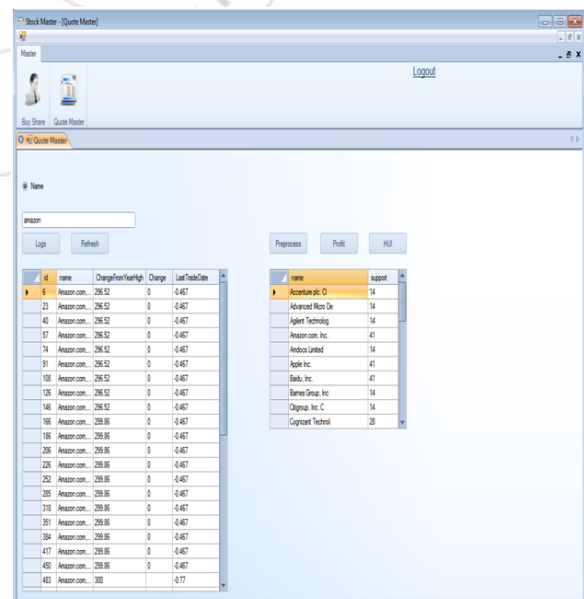 Stock Master - [Quote Master]
Master
Logout
Buy Share Quote Master
Quote Master
Name
amazon
Logs Refresh Preprocess Profit HUI
id name ChangeFromYearHigh Change LastTradeDate
6 Amazon.com,... 296.52 0 -0.467
23 Amazon.com,... 296.52 0 -0.467
40 Amazon.com,... 296.52 0 -0.467
57 Amazon.com,... 296.52 0 -0.467
74 Amazon.com,... 296.52 0 -0.467
91 Amazon.com,... 296.52 0 -0.467
108 Amazon.com,... 296.52 0 -0.467
126 Amazon.com,... 296.52 0 -0.467
146 Amazon.com,... 296.52 0 -0.467
166 Amazon.com,... 299.86 0 -0.467
186 Amazon.com,... 299.86 0 -0.467
206 Amazon.com,... 299.86 0 -0.467
226 Amazon.com,... 299.86 0 -0.467
252 Amazon.com,... 299.86 0 -0.467
285 Amazon.com,... 299.86 0 -0.467
318 Amazon.com,... 299.86 0 -0.467
351 Amazon.com,... 299.86 0 -0.467
384 Amazon.com,... 299.86 0 -0.467
417 Amazon.com,... 299.86 0 -0.467
450 Amazon.com,... 299.86 0 -0.467
483 Amazon.com,... 300 -0.77
name support
Accenture plc. Cl 14
Advanced Micro De 14
Agilent Technolog 14
Amazon.com, Inc. 41
Amdocs Limited 14
Apple Inc. 41
Baidu, Inc. 41
Barnes Group, Inc 14
Citigroup, Inc. C 14
Cognizant Technol 28